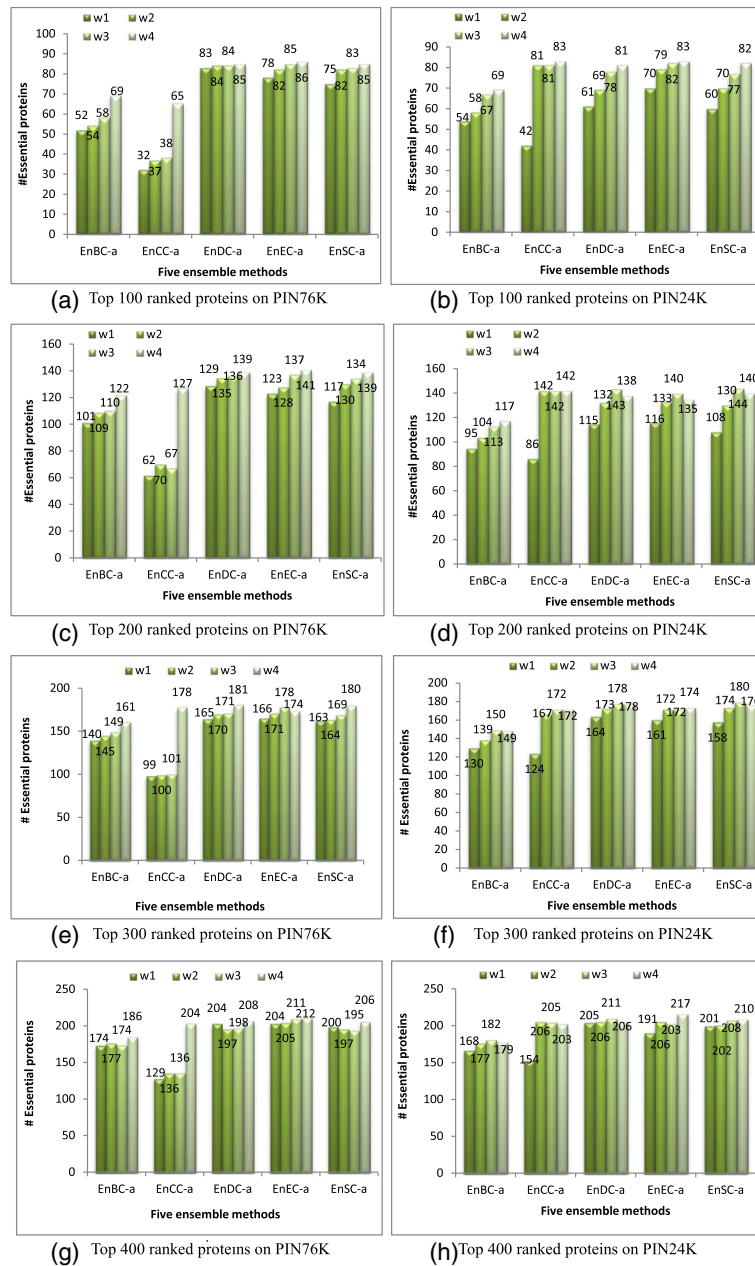 w1 w2
w3 w4
#Essential proteins
100
90
80
70
60
50
40
30
20
10
0
52 54 58 69
32 37 38 65
83 84 84 85
78 82 85 86
75 82 83 85
EnBC-a EnCC-a EnDC-a EnEC-a EnSC-a
Five ensemble methods
(a) Top 100 ranked proteins on PIN76K
w1 w2
w3 w4
#Essential proteins
90
80
70
60
50
40
30
20
10
0
54 58 67 69
42 81 81 83
61 69 78 81
70 79 82 83
60 70 77 82
EnBC-a EnCC-a EnDC-a EnEC-a EnSC-a
Five ensemble methods
(b) Top 100 ranked proteins on PIN24K
w1 w2
w3 w4
#Essential proteins
160
140
120
100
80
60
40
20
0
101 109 110 122
62 70 67 127
129 135 136 139
123 128 137 141
117 130 134 139
EnBC-a EnCC-a EnDC-a EnEC-a EnSC-a
Five ensemble methods
(c) Top 200 ranked proteins on PIN76K
w1 w2
w3 w4
#Essential proteins
160
140
120
100
80
60
40
20
0
95 104 113 117
86 142 142 142
115 132 143 138
116 133 140 135
108 130 144 140
EnBC-a EnCC-a EnDC-a EnEC-a EnSC-a
Five ensemble methods
(d) Top 200 ranked proteins on PIN24K
w1 w2 w3 w4
# Essential proteins
200
150
100
50
0
140 145 149 161
99 100 101 178
165 170 171 181
166 171 178 174
163 164 169 180
EnBC-a EnCC-a EnDC-a EnEC-a EnSC-a
Five ensemble methods
(e) Top 300 ranked proteins on PIN76K
w1 w2 w3 w4
# Essential proteins
200
180
160
140
120
100
80
60
40
20
0
130 139 150 149
124 167 172 172
164 173 178 178
161 172 172 174
158 174 180
EnBC-a EnCC-a EnDC-a EnEC-a EnSC-a
Five ensemble methods
(f) Top 300 ranked proteins on PIN24K
w1 w2 w3 w4
# Essential proteins
250
200
150
100
50
0
174 177 174 186
129 136 136 204
204 197 198 208
204 205 211 212
200 197 195 206
EnBC-a EnCC-a EnDC-a EnEC-a EnSC-a
Five ensemble methods
(g) Top 400 ranked proteins on PIN76K
w1 w2 w3 w4
# Essential proteins
250
200
150
100
50
0
168 177 182 179
154 206 205 203
205 206 211 206
191 206 203 217
201 202 208 210
EnBC-a EnCC-a EnDC-a EnEC-a EnSC-a
Five ensemble methods
(h) Top 400 ranked proteins on PIN24K